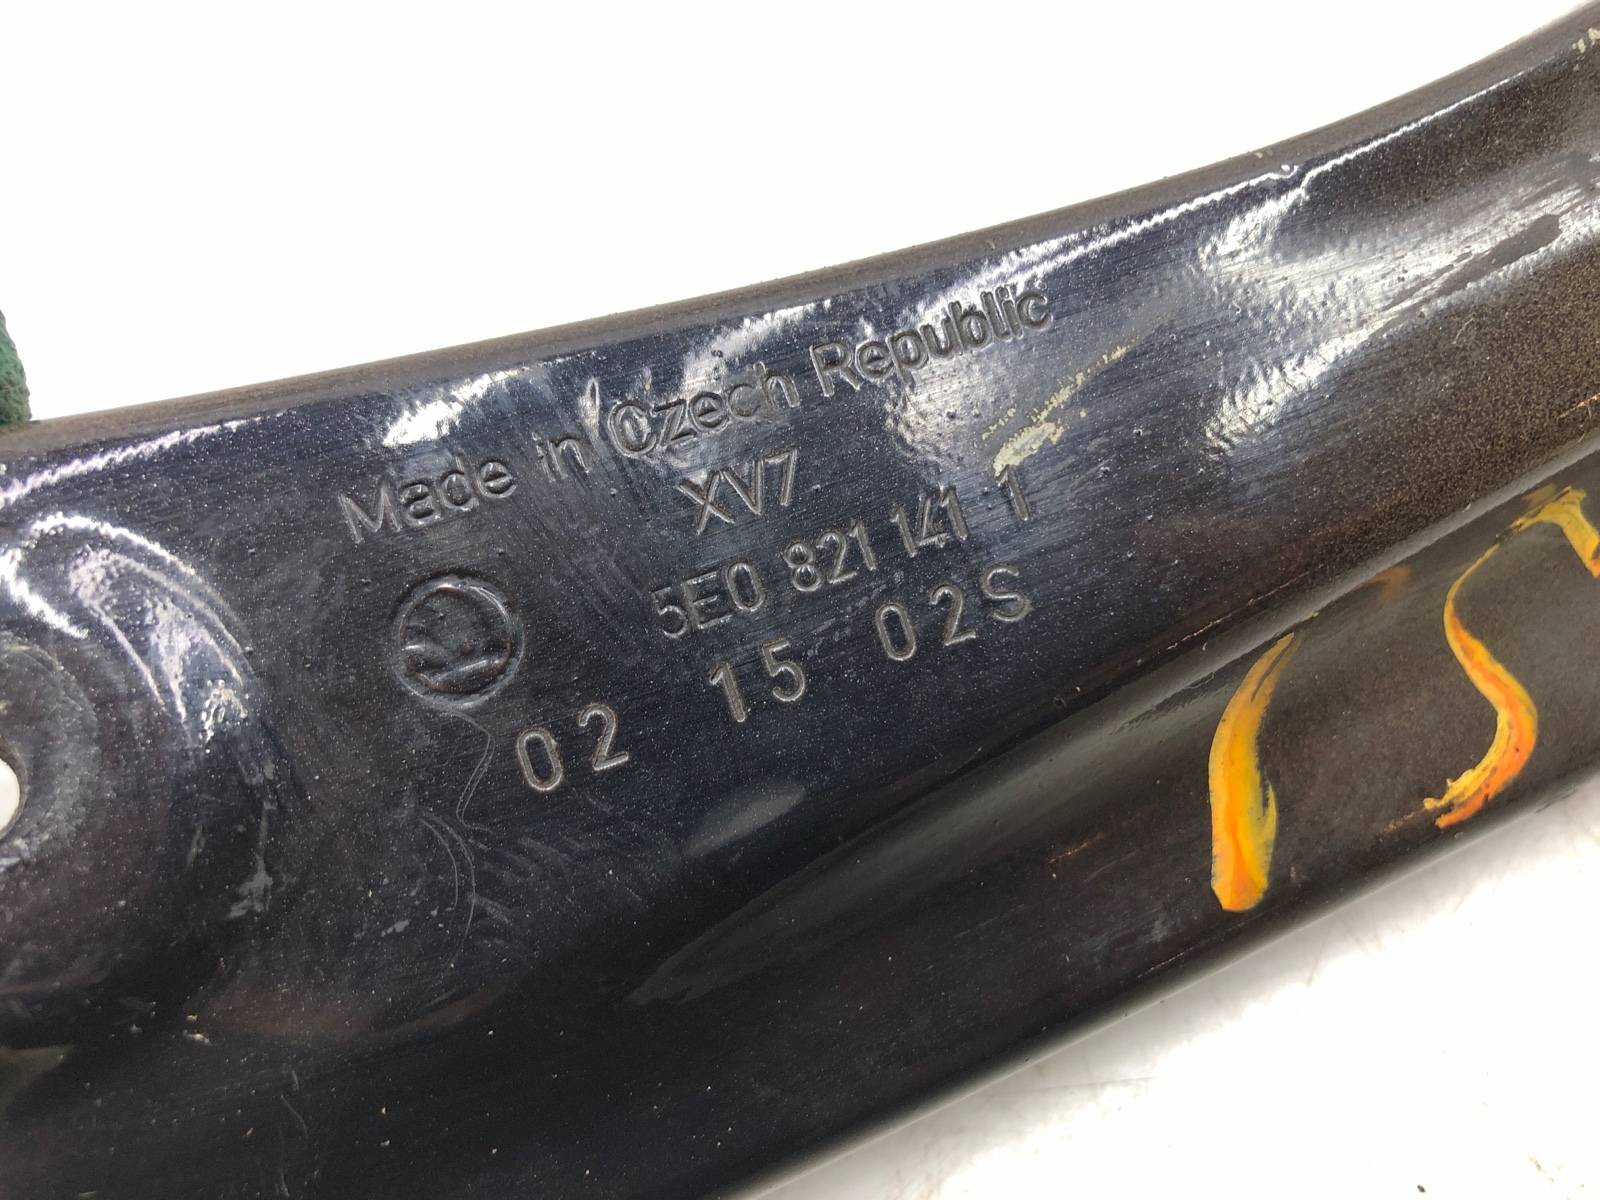 Made in Czech Republic
XV7
5E0 821 141 1
02 15 02S